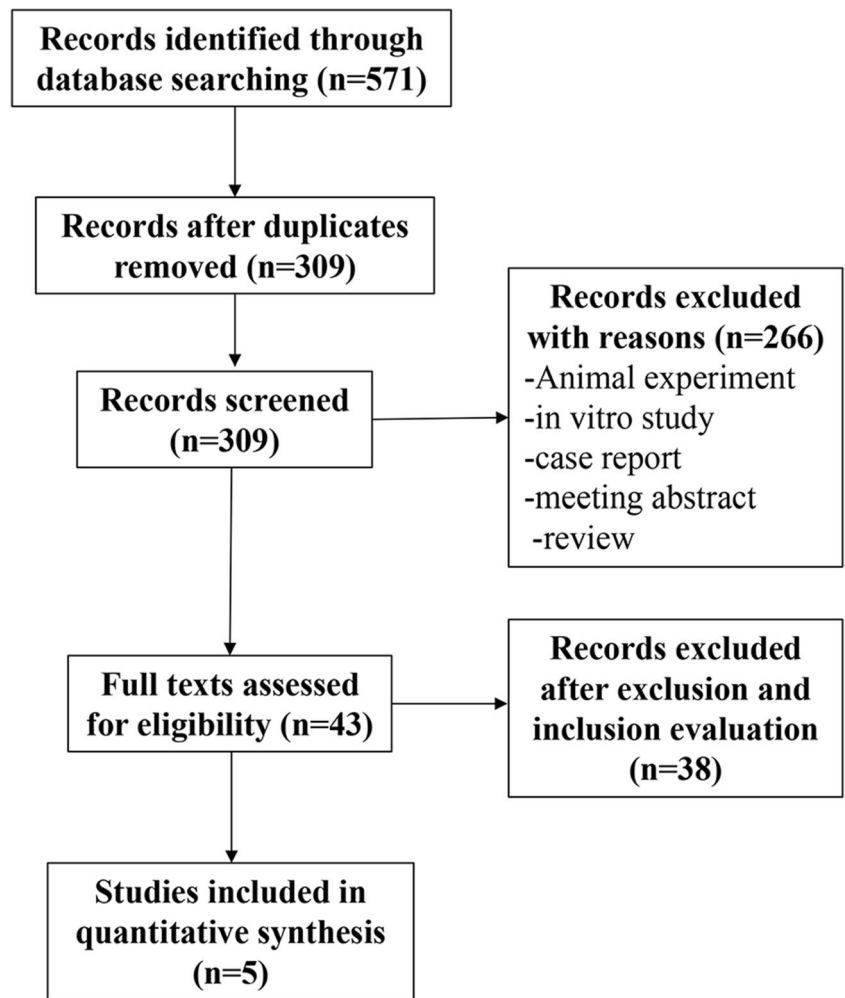 Records identified through
database searching (n=571)
Records after duplicates
removed (n=309)
Records screened
(n=309)
Records excluded
with reasons (n=266)
-Animal experiment
-in vitro study
-case report
-meeting abstract
-review
Full texts assessed
for eligibility (n=43)
Records excluded
after exclusion and
inclusion evaluation
(n=38)
Studies included in
quantitative synthesis
(n=5)